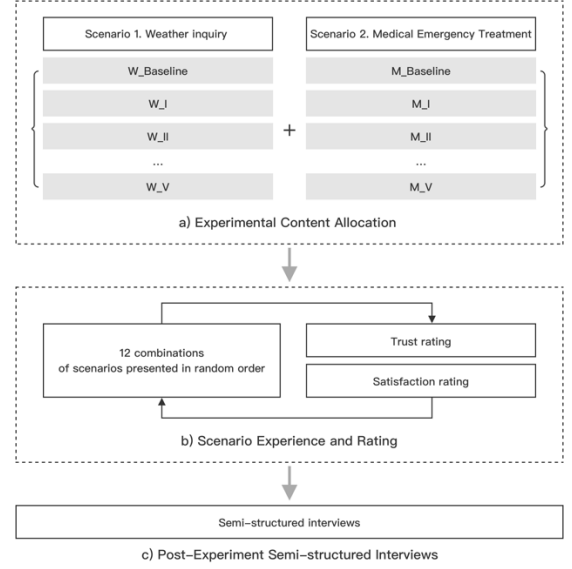 Scenario 1. Weather inquiry
Scenario 2. Medical Emergency Treatment
W_Baseline
M_Baseline
W_I
M_I
W_II
M_II
+
...
...
W_V
M_V
a) Experimental Content Allocation
12 combinations
of scenarios presented in random order
Trust rating
Satisfaction rating
b) Scenario Experience and Rating
Semi-structured interviews
c) Post-Experiment Semi-structured Interviews